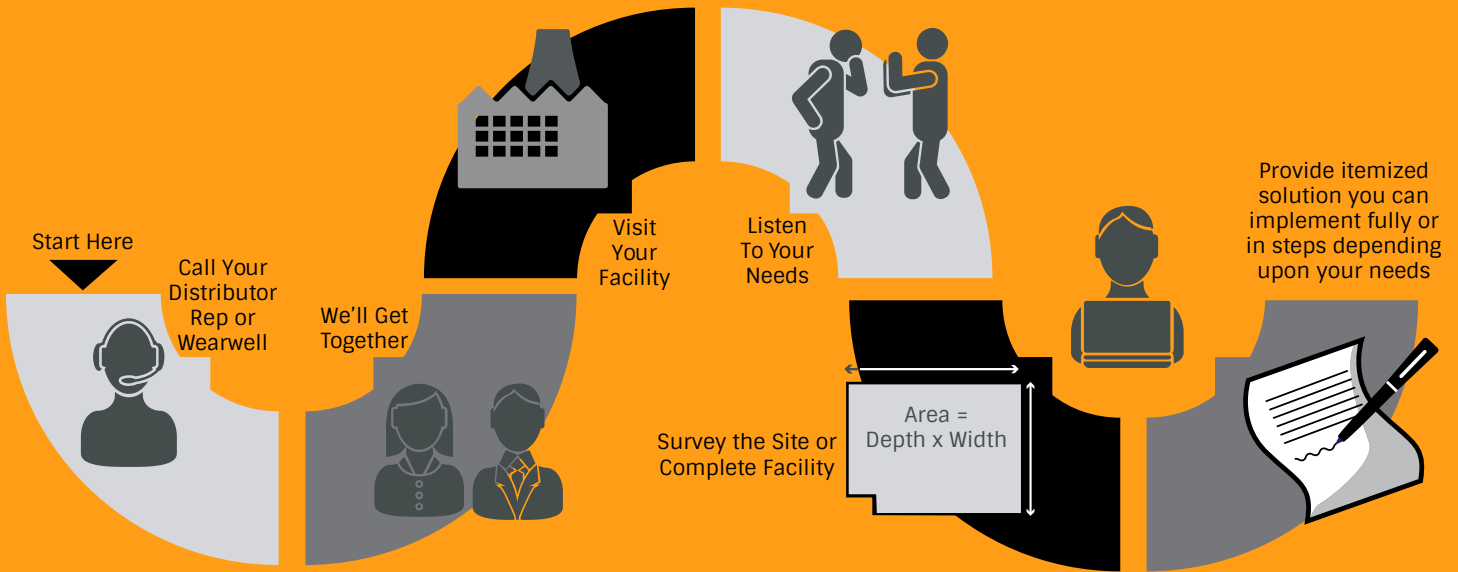 Start Here
Call Your
Distributor
Rep or
Wearwell
We’ll Get
Together
Visit
Your
Facility
Listen
To Your
Needs
Survey the Site or
Complete Facility
Area =
Depth x Width
Provide itemized
solution you can
implement fully or
in steps depending
upon your needs